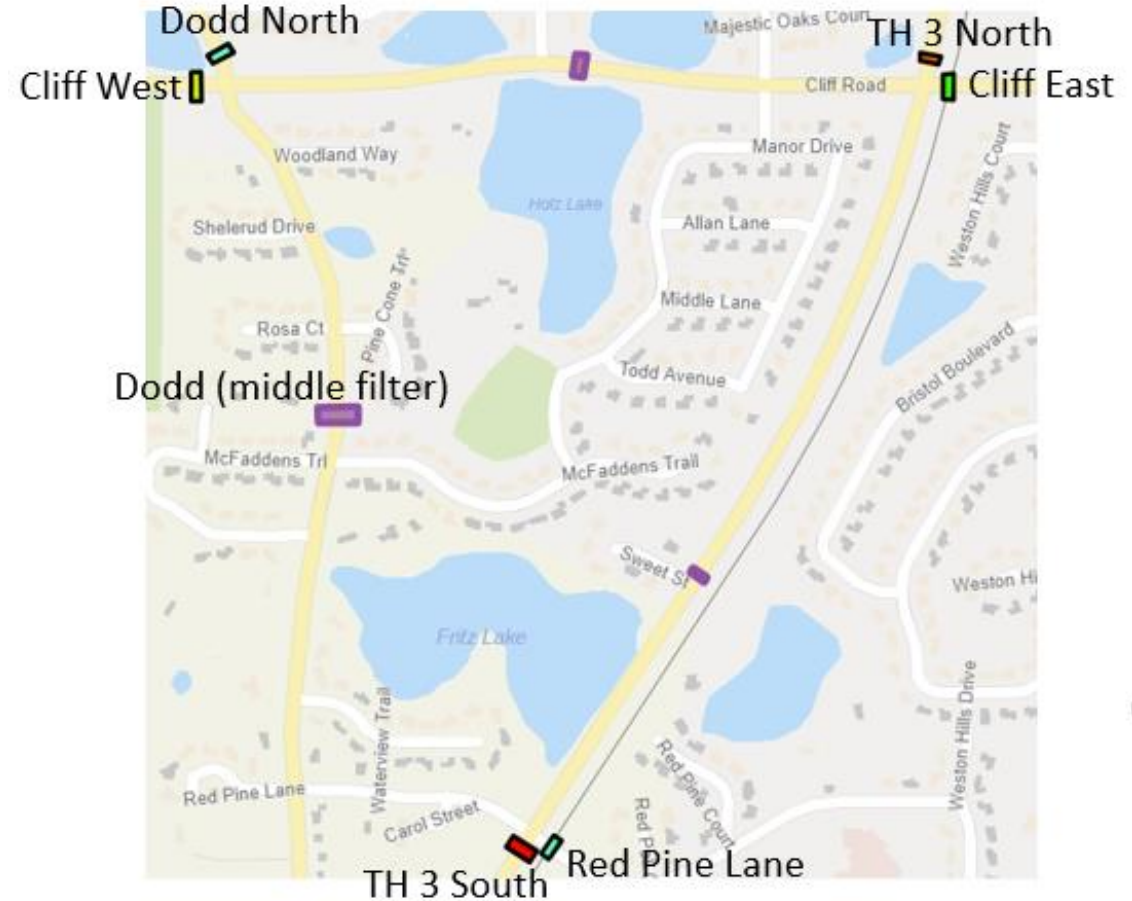 Dodd North
Majestic Oaks Court
TH 3 North
Cliff West
Cliff Road
Cliff East
Woodland Way
Manor Drive
Weston Hills Court
Holz Lake
Shelerud Drive
Allan Lane
Pine Cone Trl
Middle Lane
Rosa Ct
Todd Avenue
Bristol Boulevard
Dodd (middle filter)
McFaddens Trl
McFaddens Trail
Sweet St
Weston Hi
Fritz Lake
Waterview Trail
Weston Hills Drive
Red Pine Court
Red Pine Lane
Carol Street
Red Pi
TH 3 South
Red Pine Lane